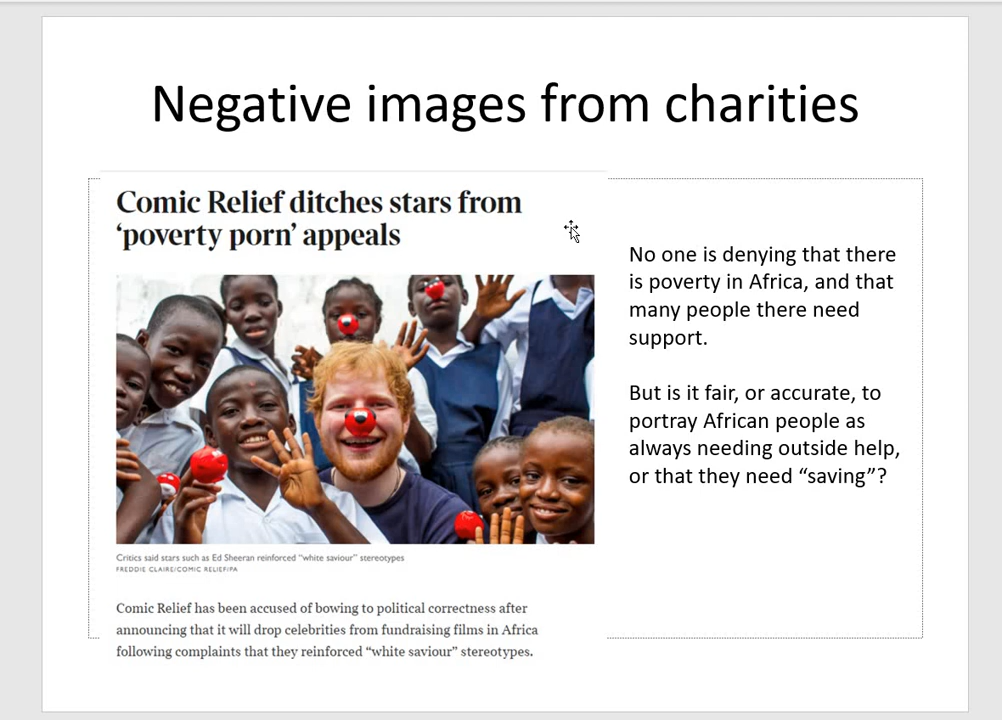 Negative images from charities
Comic Relief ditches stars from
‘poverty porn’ appeals
Critics said stars such as Ed Sheeran reinforced “white saviour” stereotypes
FREDDIE CLAIRE/COMIC RELIEF/PA
Comic Relief has been accused of bowing to political correctness after
announcing that it will drop celebrities from fundraising films in Africa
following complaints that they reinforced “white saviour” stereotypes.
No one is denying that there
is poverty in Africa, and that
many people there need
support.
But is it fair, or accurate, to
portray African people as
always needing outside help,
or that they need “saving”?